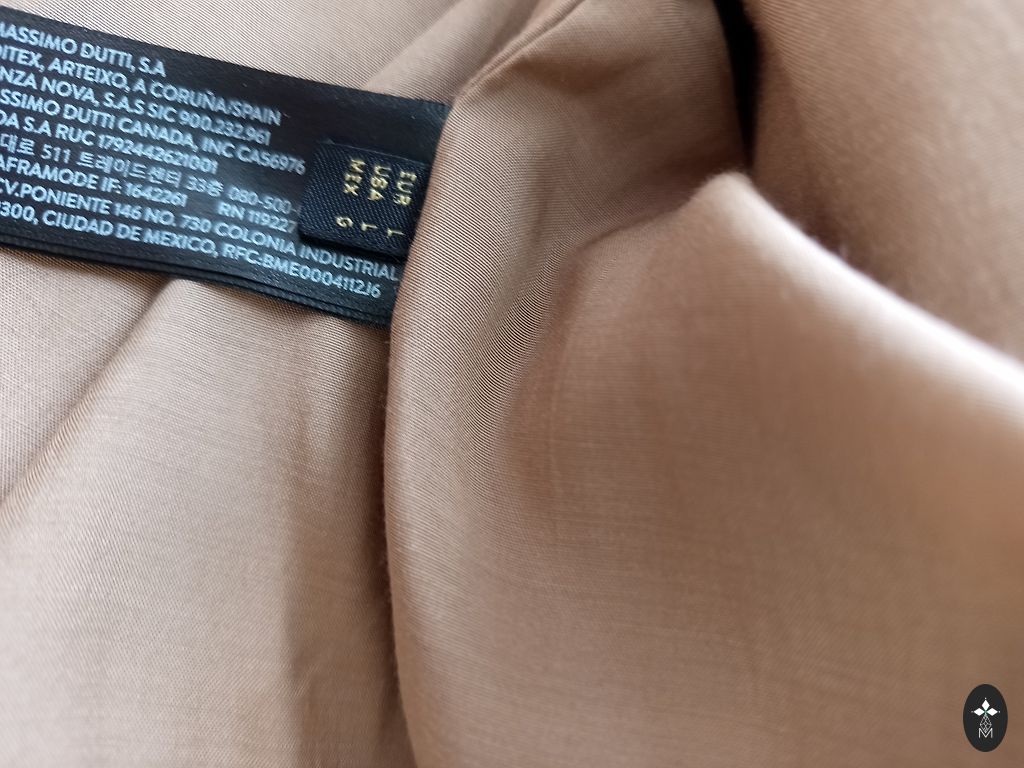 MASSIMO DUTTI, S.A
DITEX, ARTEIXO, A CORUÑA/SPAIN
NZA NOVA, S.A.S SIC 900.232.961
SSIMO DUTTI CANADA, INC CA56976
DA S.A RUC 1792442621001
대로 511 트레이드센터 33층 080-500-
AFRAMODE IF: 1642261 RN 119227
CV.PONIENTE 146 NO. 730 COLONIA INDUSTRIAL
300, CIUDAD DE MEXICO, RFC:BME0004112J6
EUR L
USA L
MEX G
M